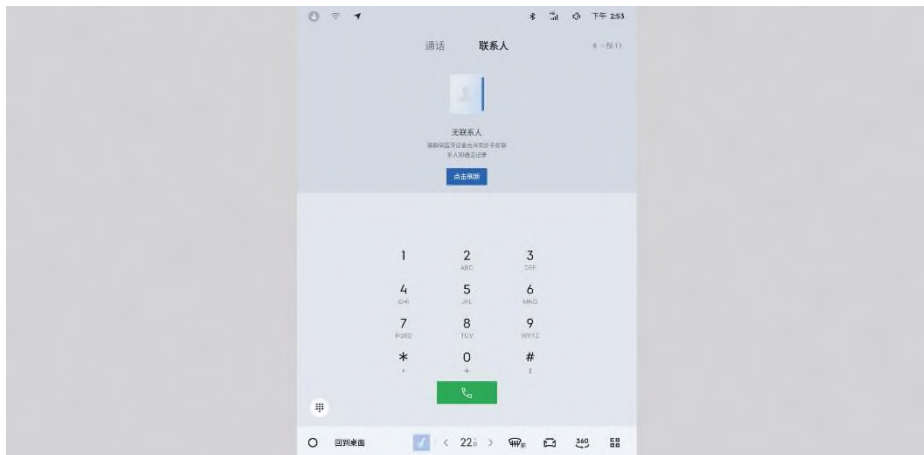 下午 2:53
通话 联系人
无联系人
点击刷新
1 2 3
ABC DEF
4 5 6
GHI JKL MNO
7 8 9
PQRS TUV WXYZ
* 0 #
+
回到桌面 22 360